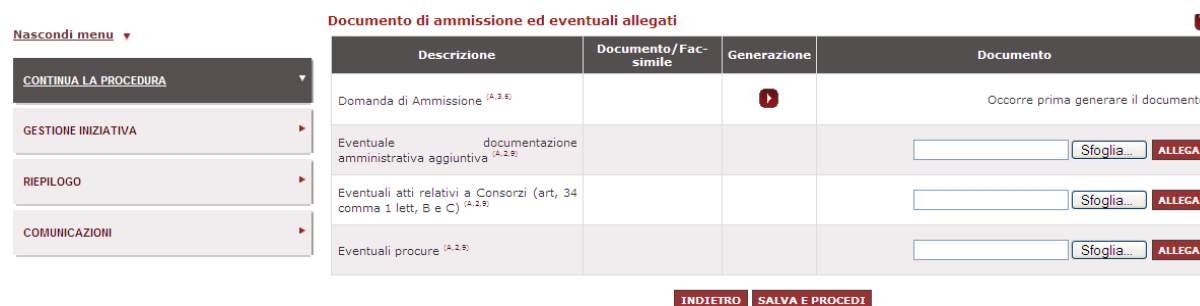 Documento di ammissione ed eventuali allegati
Nascondi menu
CONTINUA LA PROCEDURA
GESTIONE INIZIATIVA
RIEPILOGO
COMUNICAZIONI
Descrizione Documento/Fac-simile Generazione Documento
Domanda di Ammissione (A,3,6) Occorre prima generare il documento
Eventuale documentazione
amministrativa aggiuntiva (A,2,9) Sfoglia... ALLEGA
Eventuali atti relativi a Consorzi (art, 34
comma 1 lett, B e C) (A,2,9) Sfoglia... ALLEGA
Eventuali procure (A,2,9) Sfoglia... ALLEGA
INDIETRO SALVA E PROCEDI